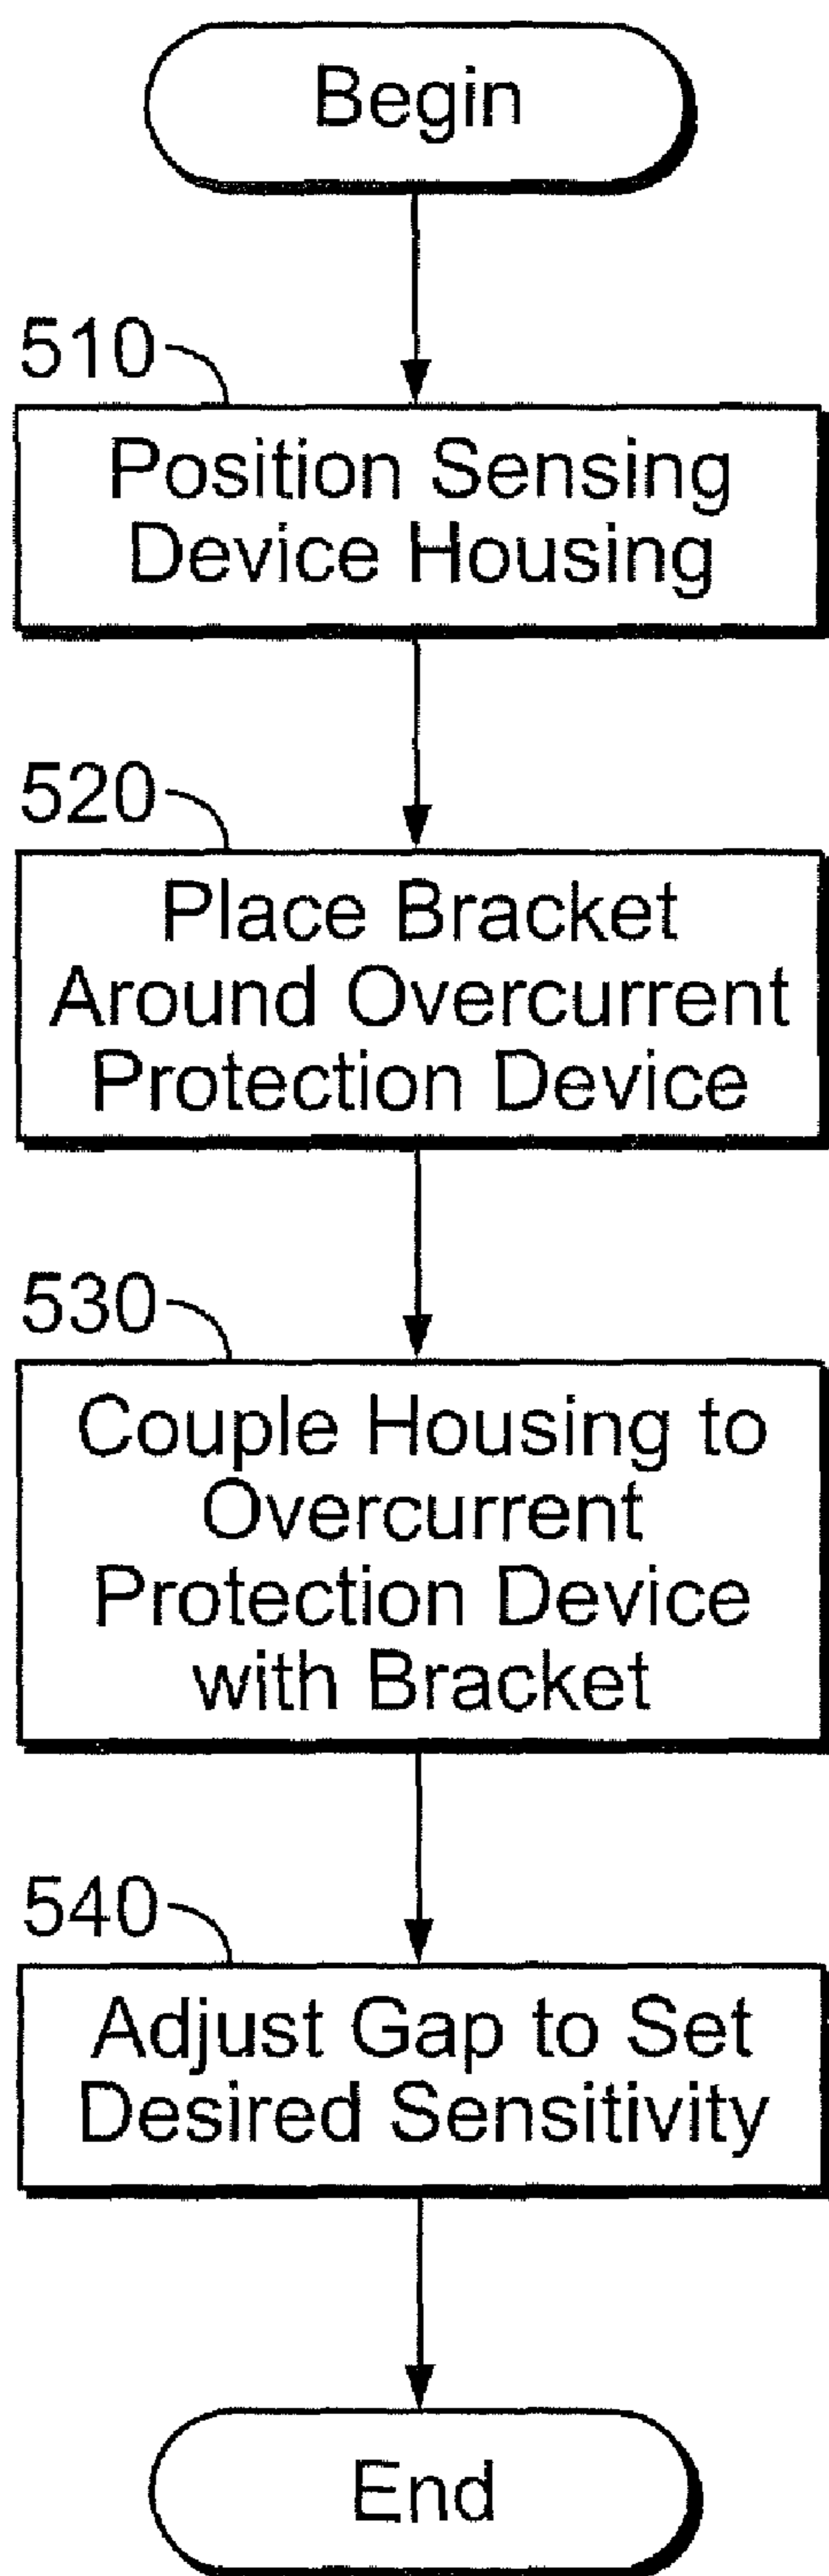 Begin
510
Position Sensing
Device Housing
520
Place Bracket
Around Overcurrent
Protection Device
530
Couple Housing to
Overcurrent
Protection Device
with Bracket
540
Adjust Gap to Set
Desired Sensitivity
End